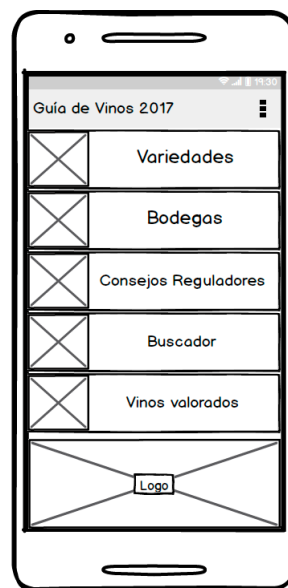 19:30
Guía de Vinos 2017
Variedades
Bodegas
Consejos Reguladores
Buscador
Vinos valorados
Logo